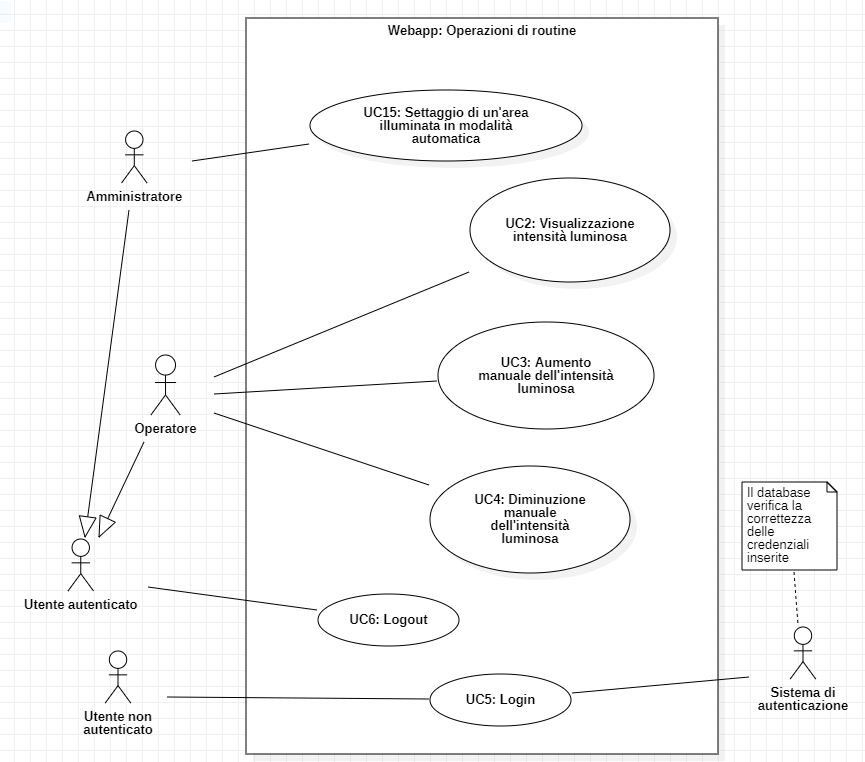 Webapp: Operazioni di routine
UC15: Settaggio di un'area
illuminata in modalità
automatica
Amministratore
UC2: Visualizzazione
intensità luminosa
UC3: Aumento
manuale dell'intensità
luminosa
Operatore
UC4: Diminuzione
manuale
dell'intensità
luminosa
Il database
verifica la
correttezza
delle
credenziali
inserite
Utente autenticato
UC6: Logout
Utente non
autenticato
UC5: Login
Sistema di
autenticazione